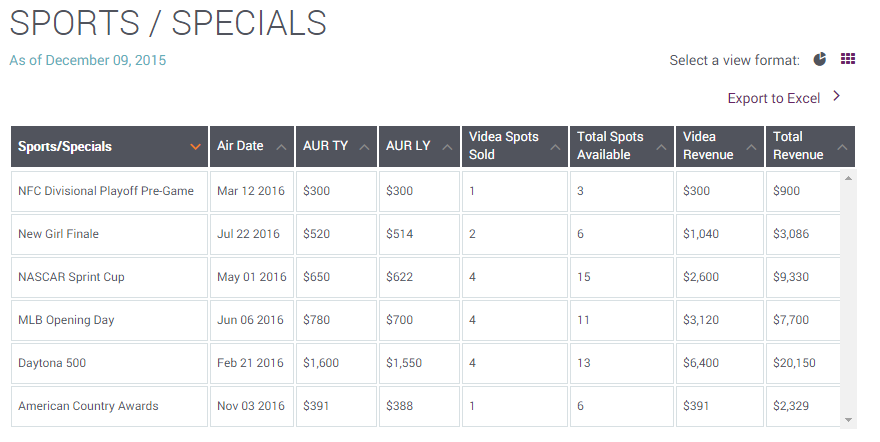 SPORTS / SPECIALS
As of December 09, 2015
Select a view format:
Export to Excel
Sports/Specials Air Date AUR TY AUR LY Videa Spots Sold Total Spots Available Videa Revenue Total Revenue
NFC Divisional Playoff Pre-Game Mar 12 2016 $300 $300 1 3 $300 $900
New Girl Finale Jul 22 2016 $520 $514 2 6 $1,040 $3,086
NASCAR Sprint Cup May 01 2016 $650 $622 4 15 $2,600 $9,330
MLB Opening Day Jun 06 2016 $780 $700 4 11 $3,120 $7,700
Daytona 500 Feb 21 2016 $1,600 $1,550 4 13 $6,400 $20,150
American Country Awards Nov 03 2016 $391 $388 1 6 $391 $2,329